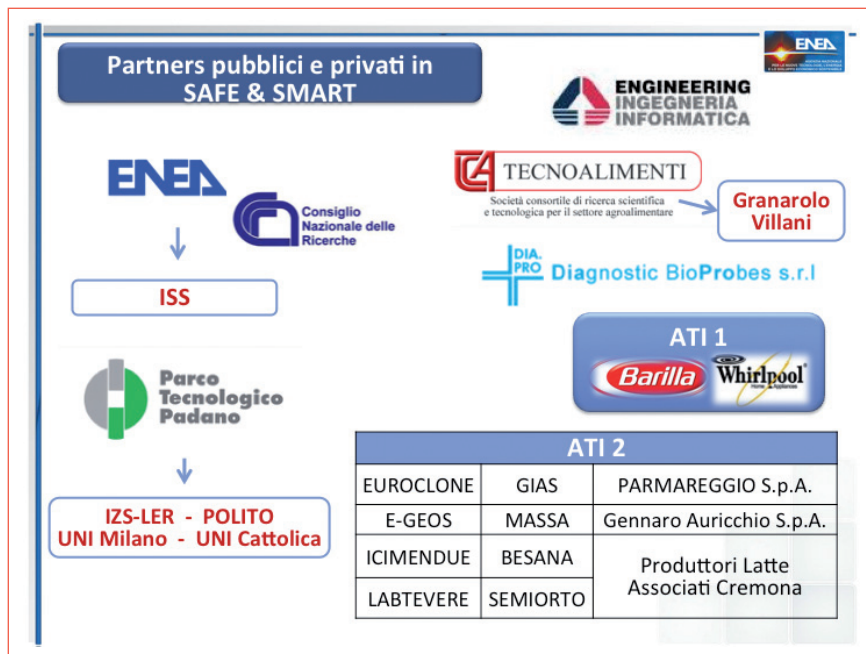 Partners pubblici e privati in
SAFE & SMART
ENEA
ENGINEERING
INGEGNERIA
INFORMATICA
ENEA
Consiglio
Nazionale delle
Ricerche
TCA TECNOALIMENTI
Società consortile di ricerca scientifica
e tecnologica per il settore agroalimentare
Granarolo
Villani
ISS
DIA.
PRO Diagnostic BioProbes s.r.l
Parco
Tecnologico
Padano
ATI 1
Barilla Whirlpool
Home Appliances
IZS-LER - POLITO
UNI Milano - UNI Cattolica
ATI 2
EUROCLONE GIAS PARMAREGGIO S.p.A.
E-GEOS MASSA Gennaro Auricchio S.p.A.
ICIMENDUE BESANA
Produttori Latte
Associati Cremona
LABTEVERE SEMIORTO